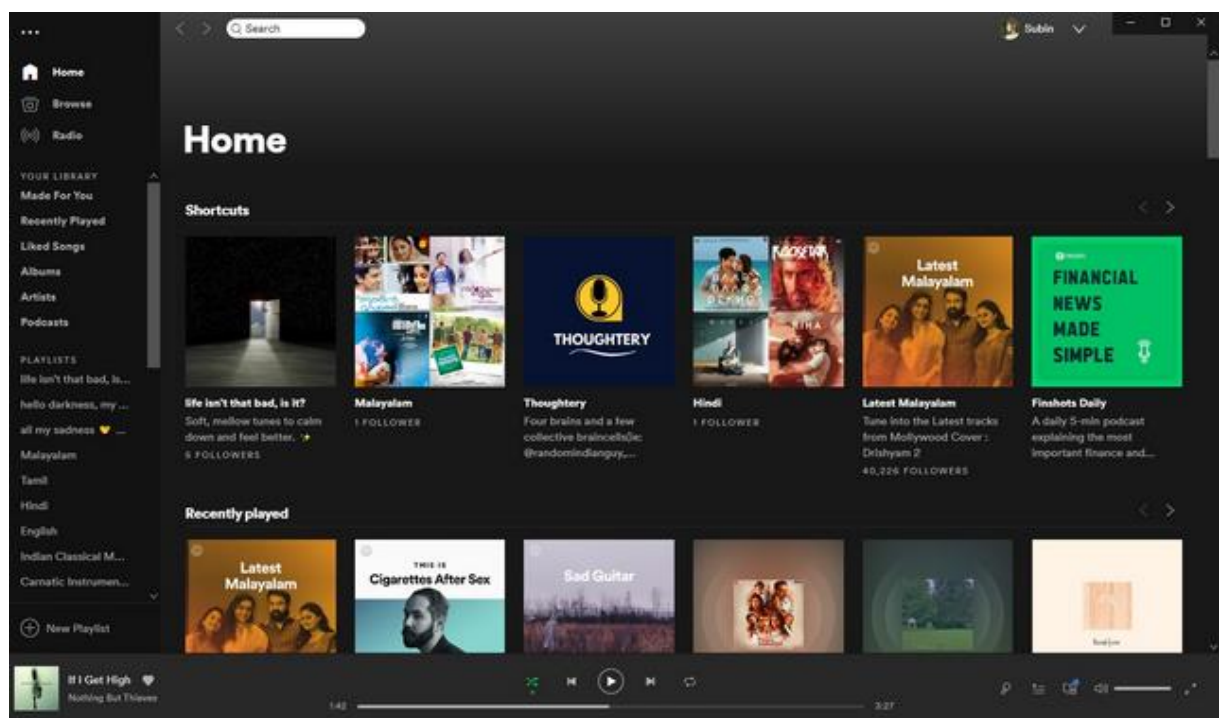 Search
Subin
Home
Browse
Radio
YOUR LIBRARY
Made For You
Recently Played
Liked Songs
Albums
Artists
Podcasts
PLAYLISTS
life isn't that bad, is...
hello darkness, my ...
all my sadness 💛 ...
Malayalam
Tamil
Hindi
English
Indian Classical M...
Carnatic Instrumen...
New Playlist
Home
Shortcuts
THOUGHTERY
ROCKSTAR
Latest
Malayalam
FINANCIAL
NEWS
MADE
SIMPLE
life isn't that bad, is it?
Soft, mellow tunes to calm
down and feel better. ✨
6 FOLLOWERS
Malayalam
1 FOLLOWER
Thoughtery
Four brains and a few
collective braincells(ie:
@randomindianguy,...
Hindi
1 FOLLOWER
Latest Malayalam
Tune into the Latest tracks
from Mollywood Cover :
Drishyam 2
40,226 FOLLOWERS
Finshots Daily
A daily 5-min podcast
explaining the most
important finance and...
Recently played
Latest
Malayalam
THIS IS
Cigarettes After Sex
Sad Guitar
If I Get High
Nothing But Thieves
1:42
3:27